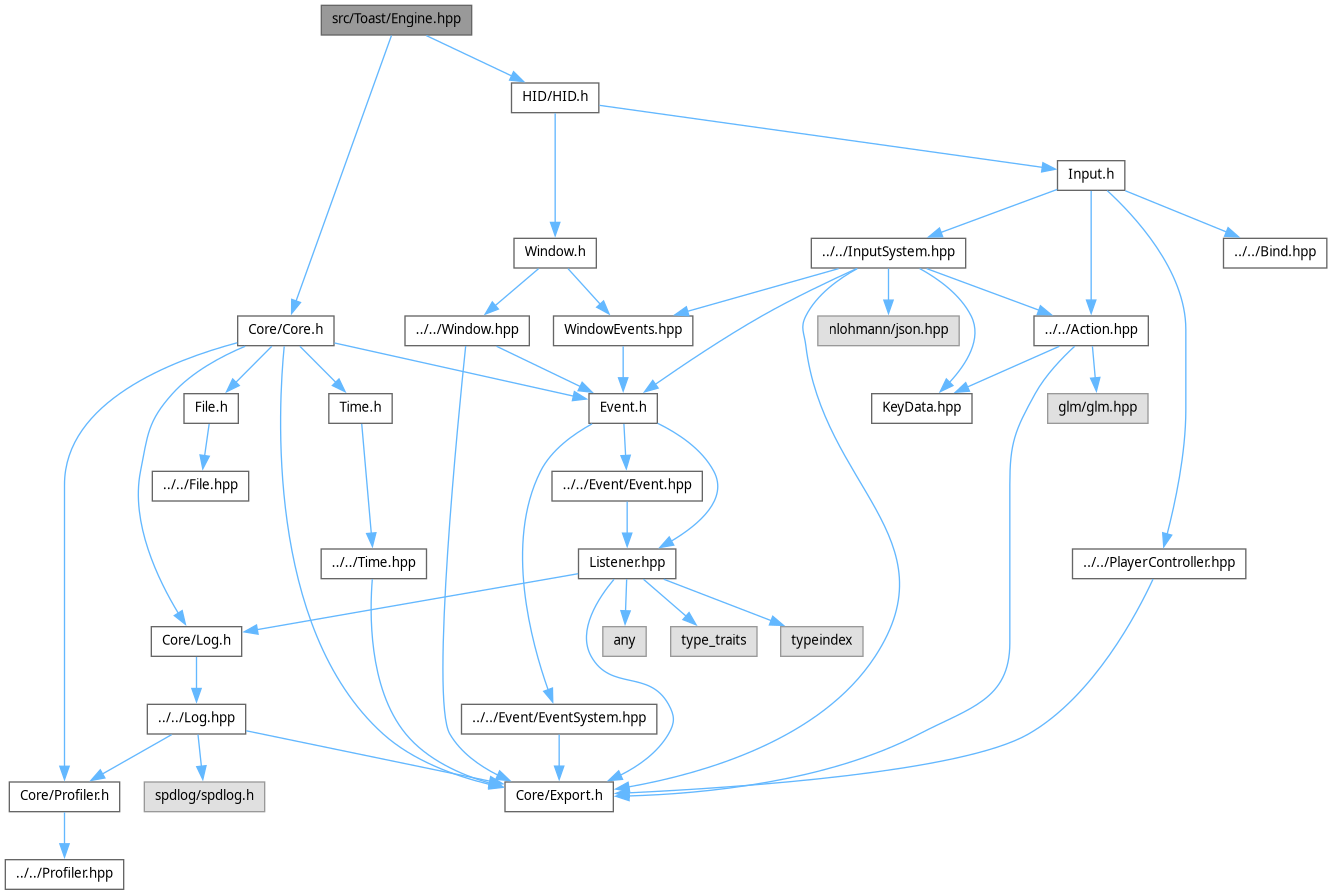 src/Toast/Engine.hpp
HID/HID.h
Input.h
Window.h
../../InputSystem.hpp
../../Bind.hpp
Core/Core.h
../../Window.hpp
WindowEvents.hpp
nlohmann/json.hpp
../../Action.hpp
File.h
Time.h
Event.h
KeyData.hpp
glm/glm.hpp
../../File.hpp
../../Event/Event.hpp
../../Time.hpp
Listener.hpp
../../PlayerController.hpp
Core/Log.h
any
type_traits
typeindex
../../Log.hpp
../../Event/EventSystem.hpp
Core/Profiler.h
spdlog/spdlog.h
Core/Export.h
../../Profiler.hpp